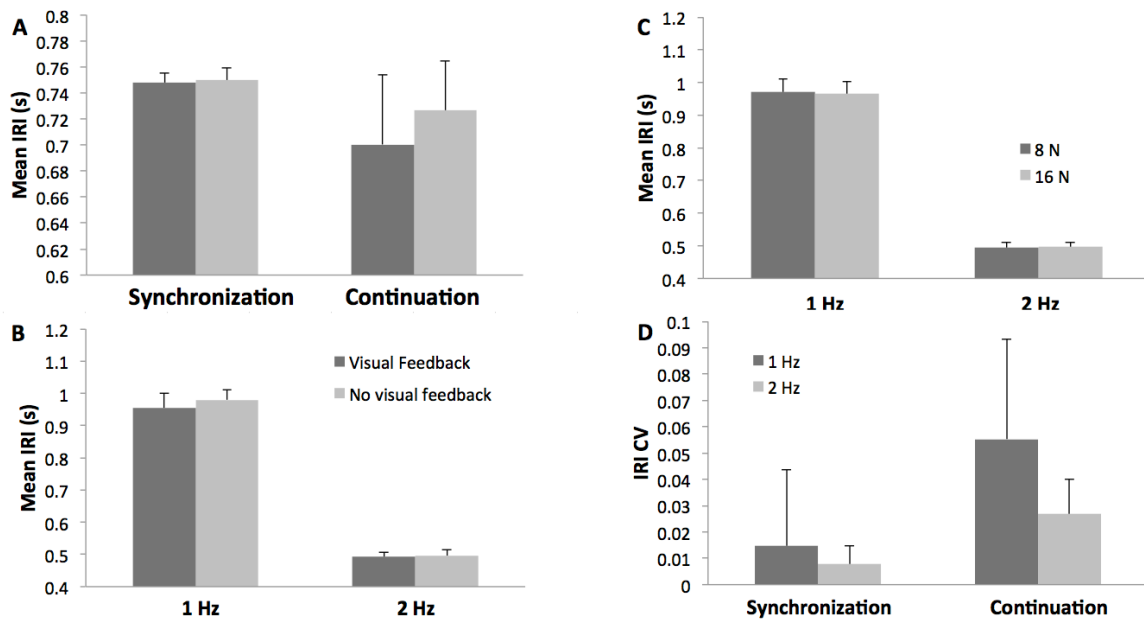 A
Mean IRI (s)
0.8
0.78
0.76
0.74
0.72
0.7
0.68
0.66
0.64
0.62
0.6
Synchronization Continuation
B
Mean IRI (s)
1.2
1.1
1
0.9
0.8
0.7
0.6
0.5
0.4
Visual Feedback
No visual feedback
1 Hz 2 Hz
C
Mean IRI (s)
1.2
1.1
1
0.9
0.8
0.7
0.6
0.5
0.4
8 N
16 N
1 Hz 2 Hz
D
IRI CV
0.1
0.09
0.08
0.07
0.06
0.05
0.04
0.03
0.02
0.01
0
1 Hz
2 Hz
Synchronization Continuation